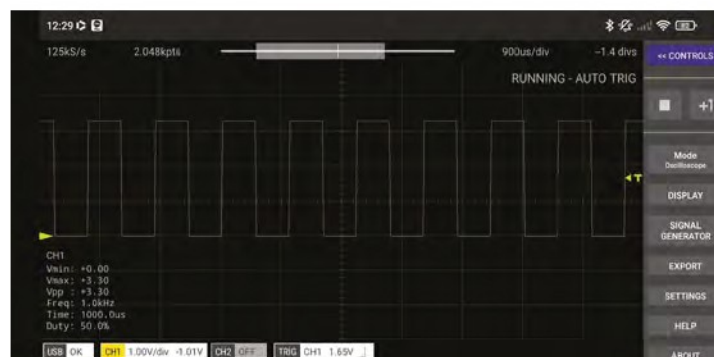 12:29
125kS/s 2.048kpts 900us/div -1.4 divs << CONTROLS
RUNNING - AUTO TRIG
+1
Mode
Oscilloscope
T
DISPLAY
SIGNAL
GENERATOR
CH1
Vmin: +0.00
Vmax: +3.30
Vpp : +3.30
Freq: 1.0kHz
Time: 1000.0us
Duty: 50.0%
EXPORT
SETTINGS
HELP
USB OK CH1 1.00V/div -1.01V CH2 OFF TRIG CH1 1.65V
ABOUT